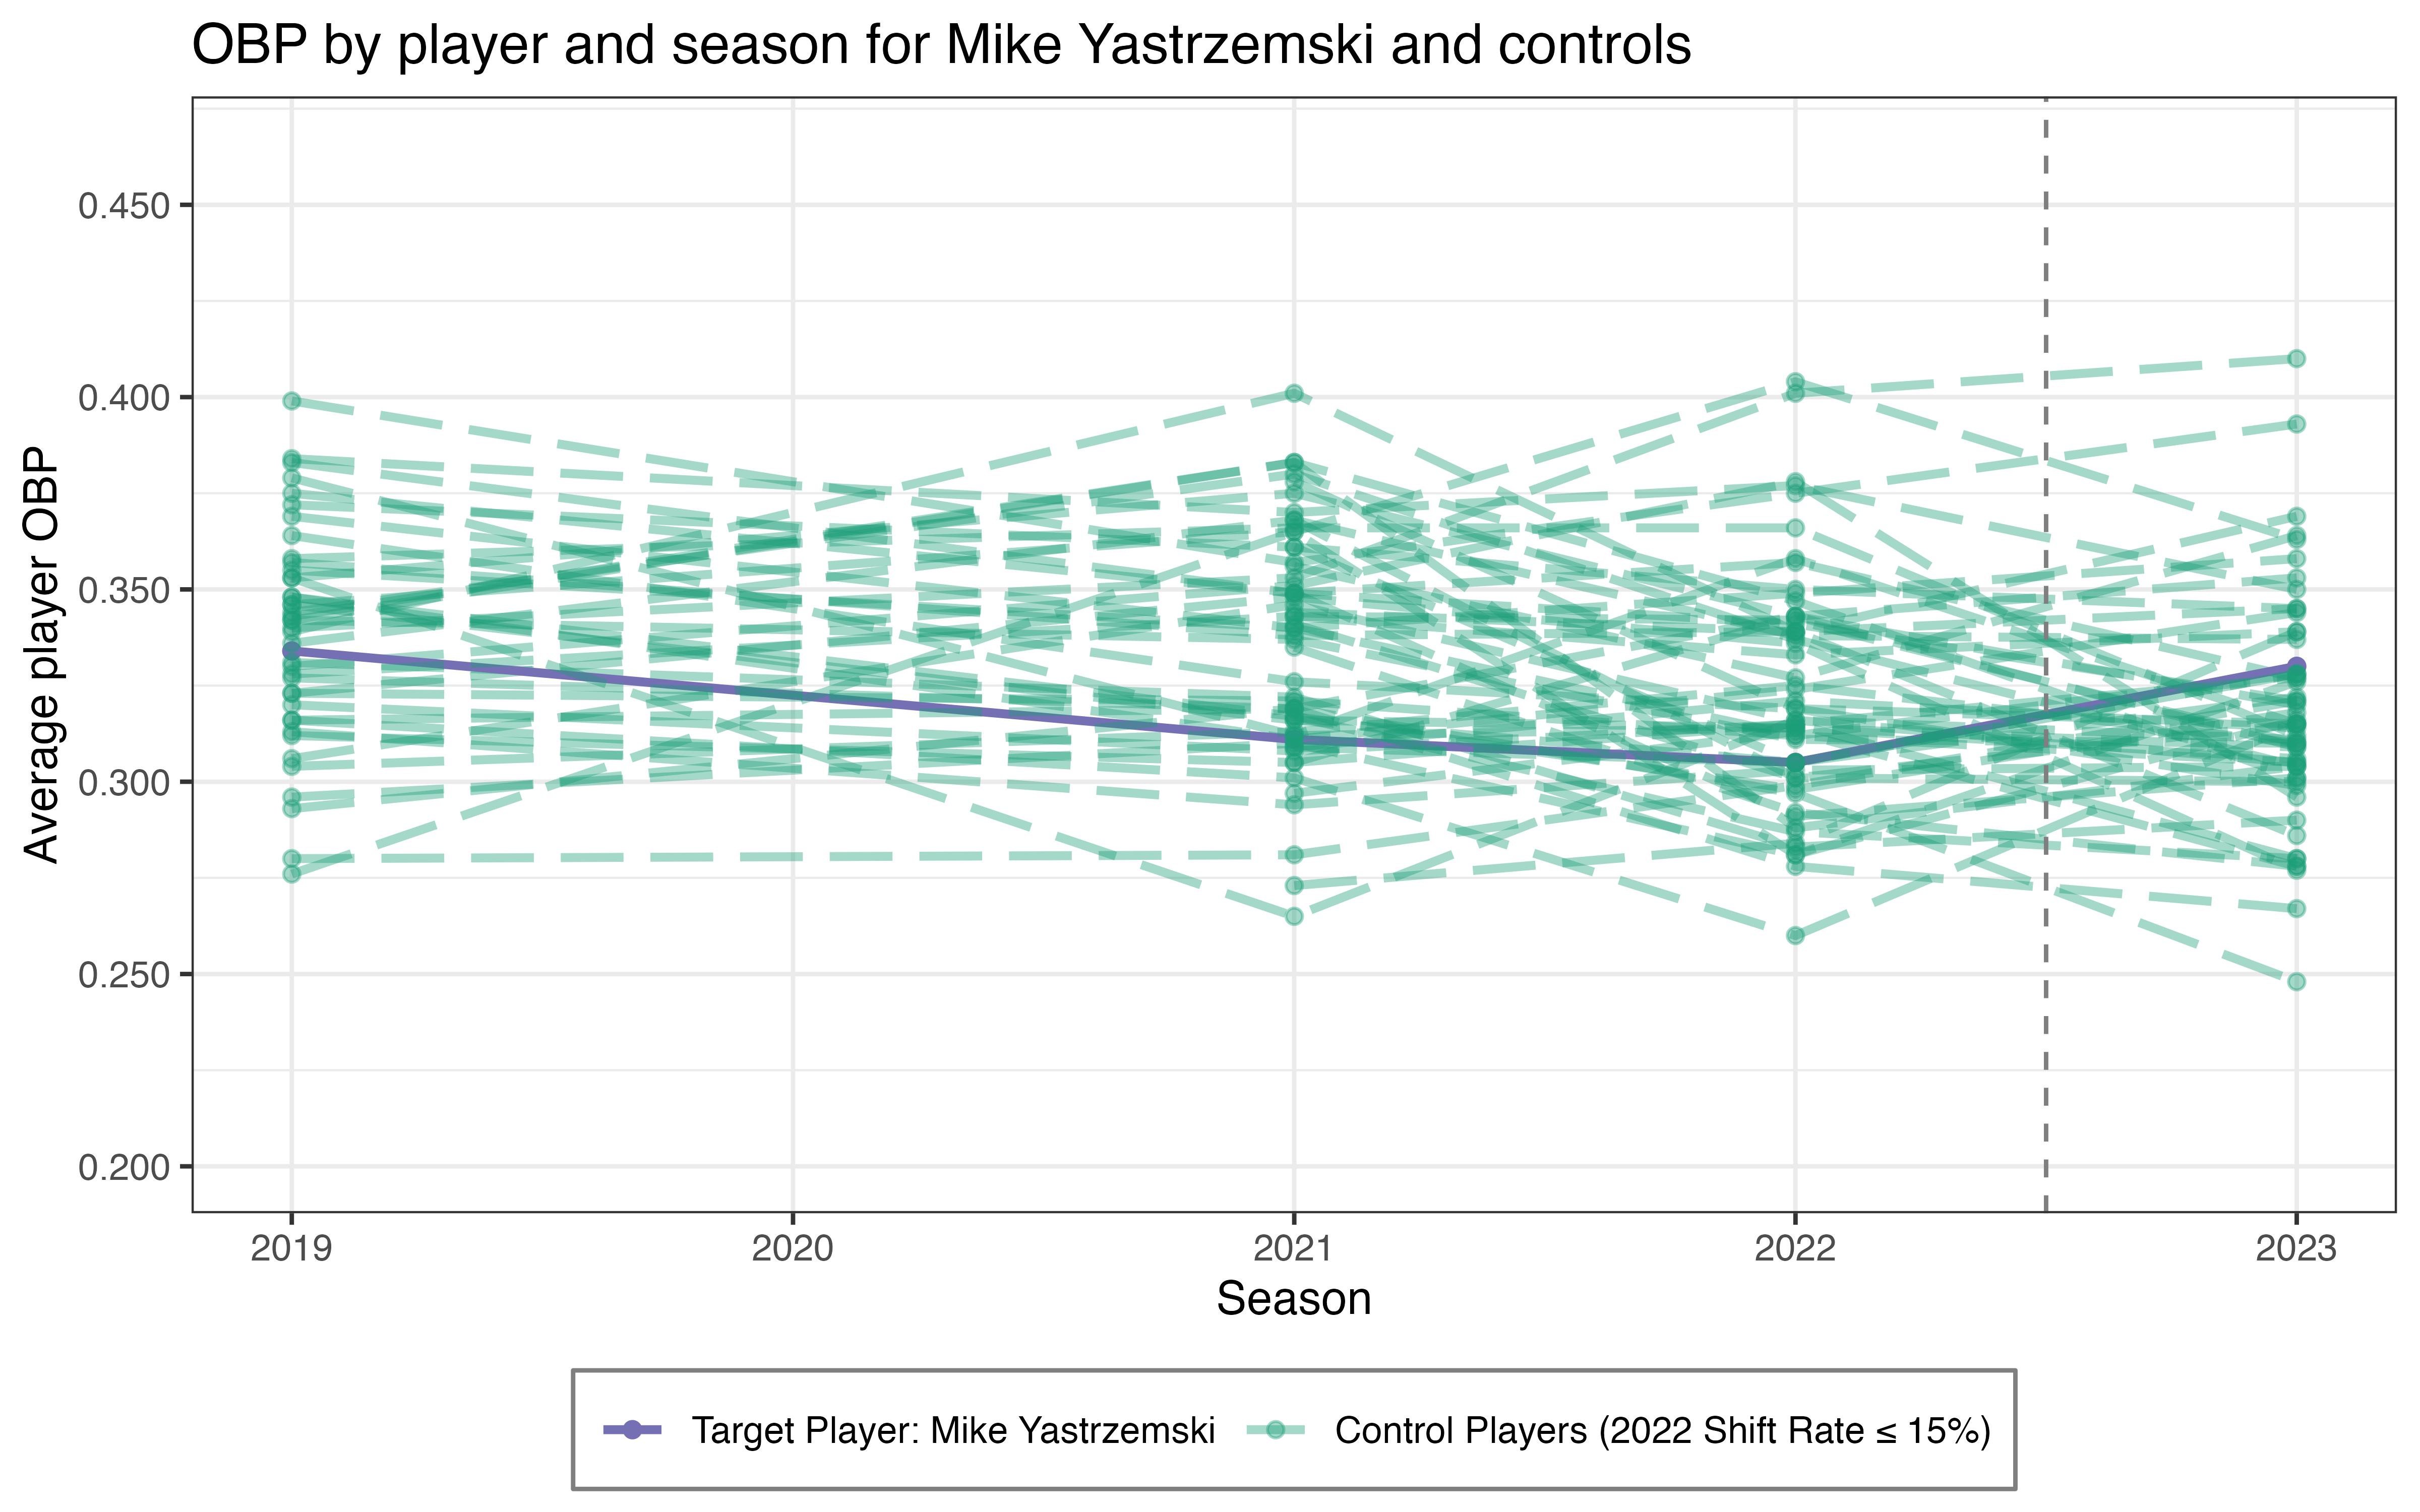 OBP by player and season for Mike Yastrzemski and controls
Average player OBP
0.450
0.400
0.350
0.300
0.250
0.200
2019 2020 2021 2022 2023
Season
Target Player: Mike Yastrzemski Control Players (2022 Shift Rate ≤ 15%)